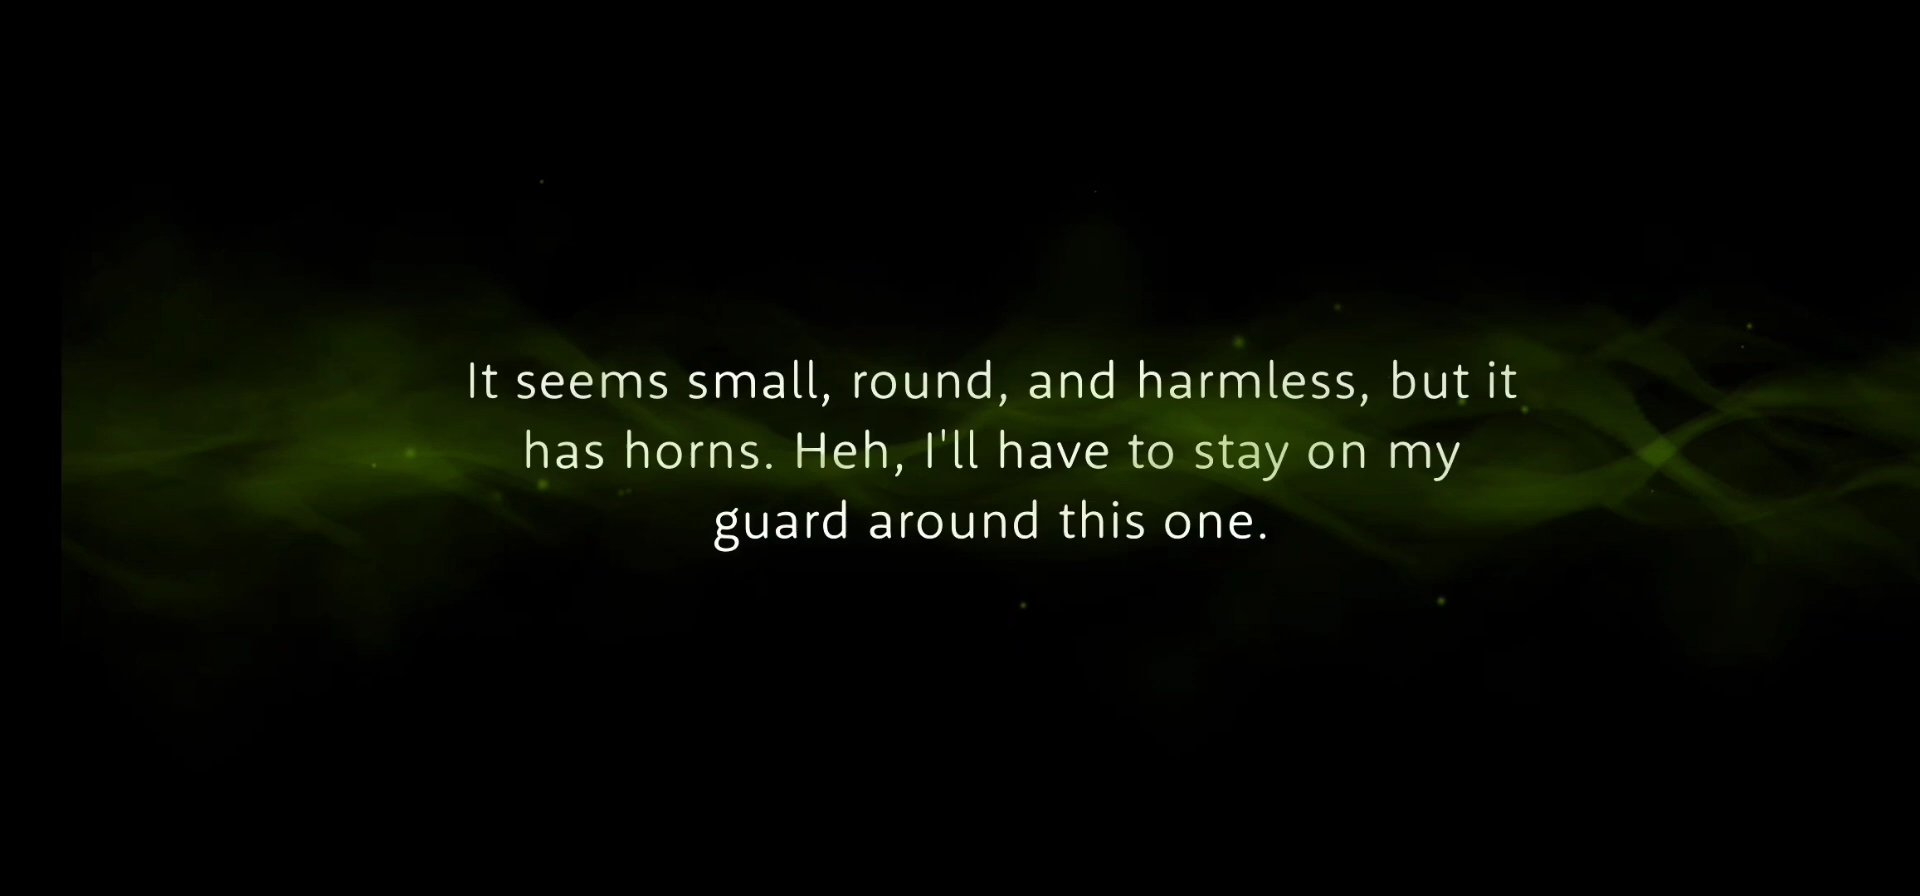 It seems small, round, and harmless, but it
has horns. Heh, I'll have to stay on my
guard around this one.